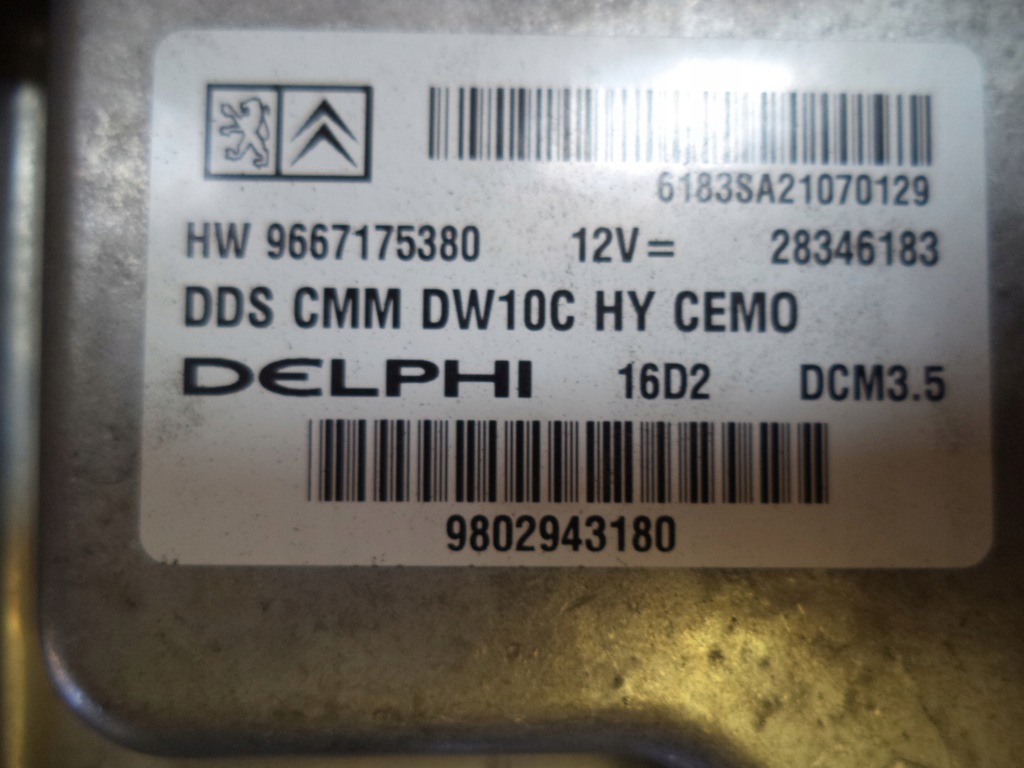 6183SA21070129
HW 9667175380 12V= 28346183
DDS CMM DW10C HY CEMO
DELPHI 16D2 DCM3.5
9802943180